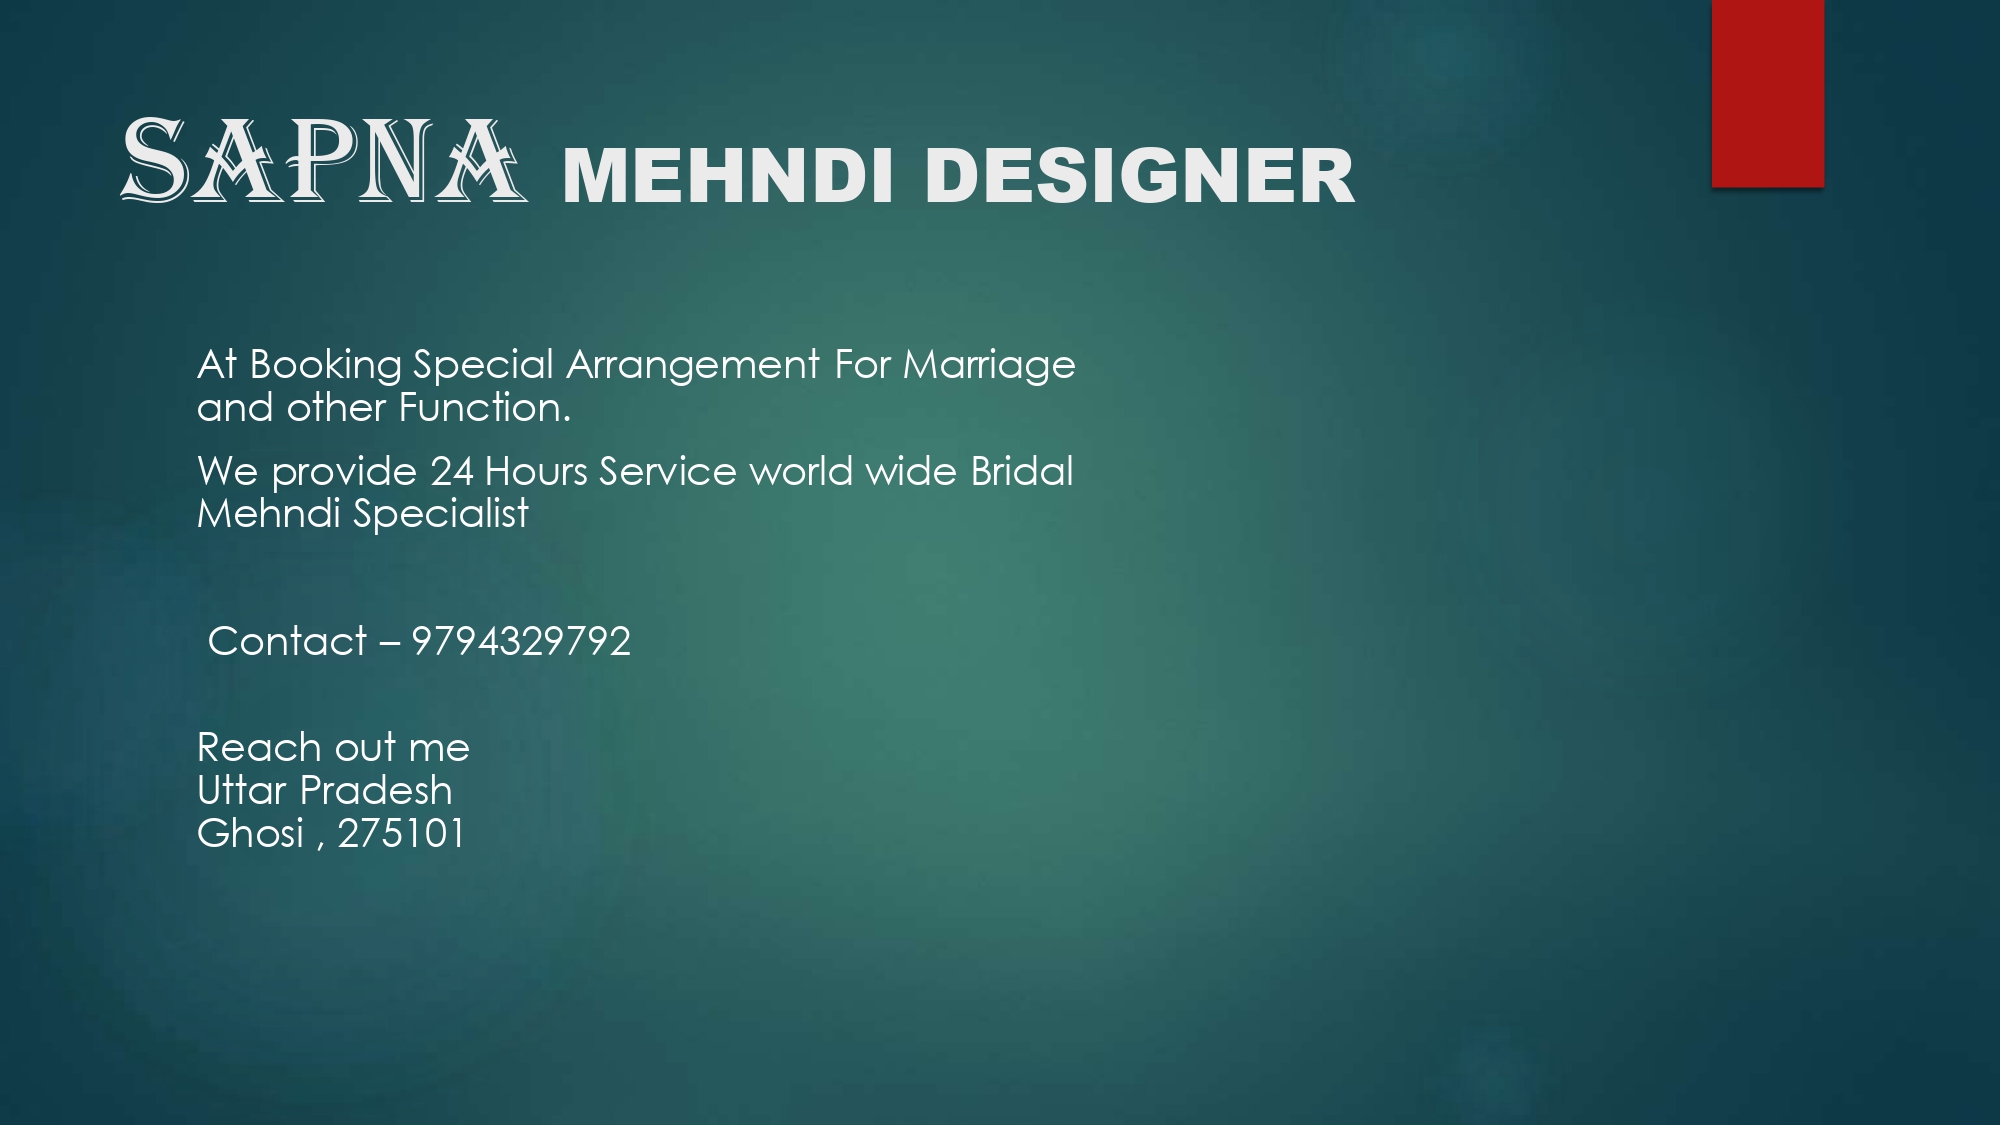 SAPNA MEHNDI DESIGNER
At Booking Special Arrangement For Marriage
and other Function.
We provide 24 Hours Service world wide Bridal
Mehndi Specialist
Contact – 9794329792
Reach out me
Uttar Pradesh
Ghosi , 275101